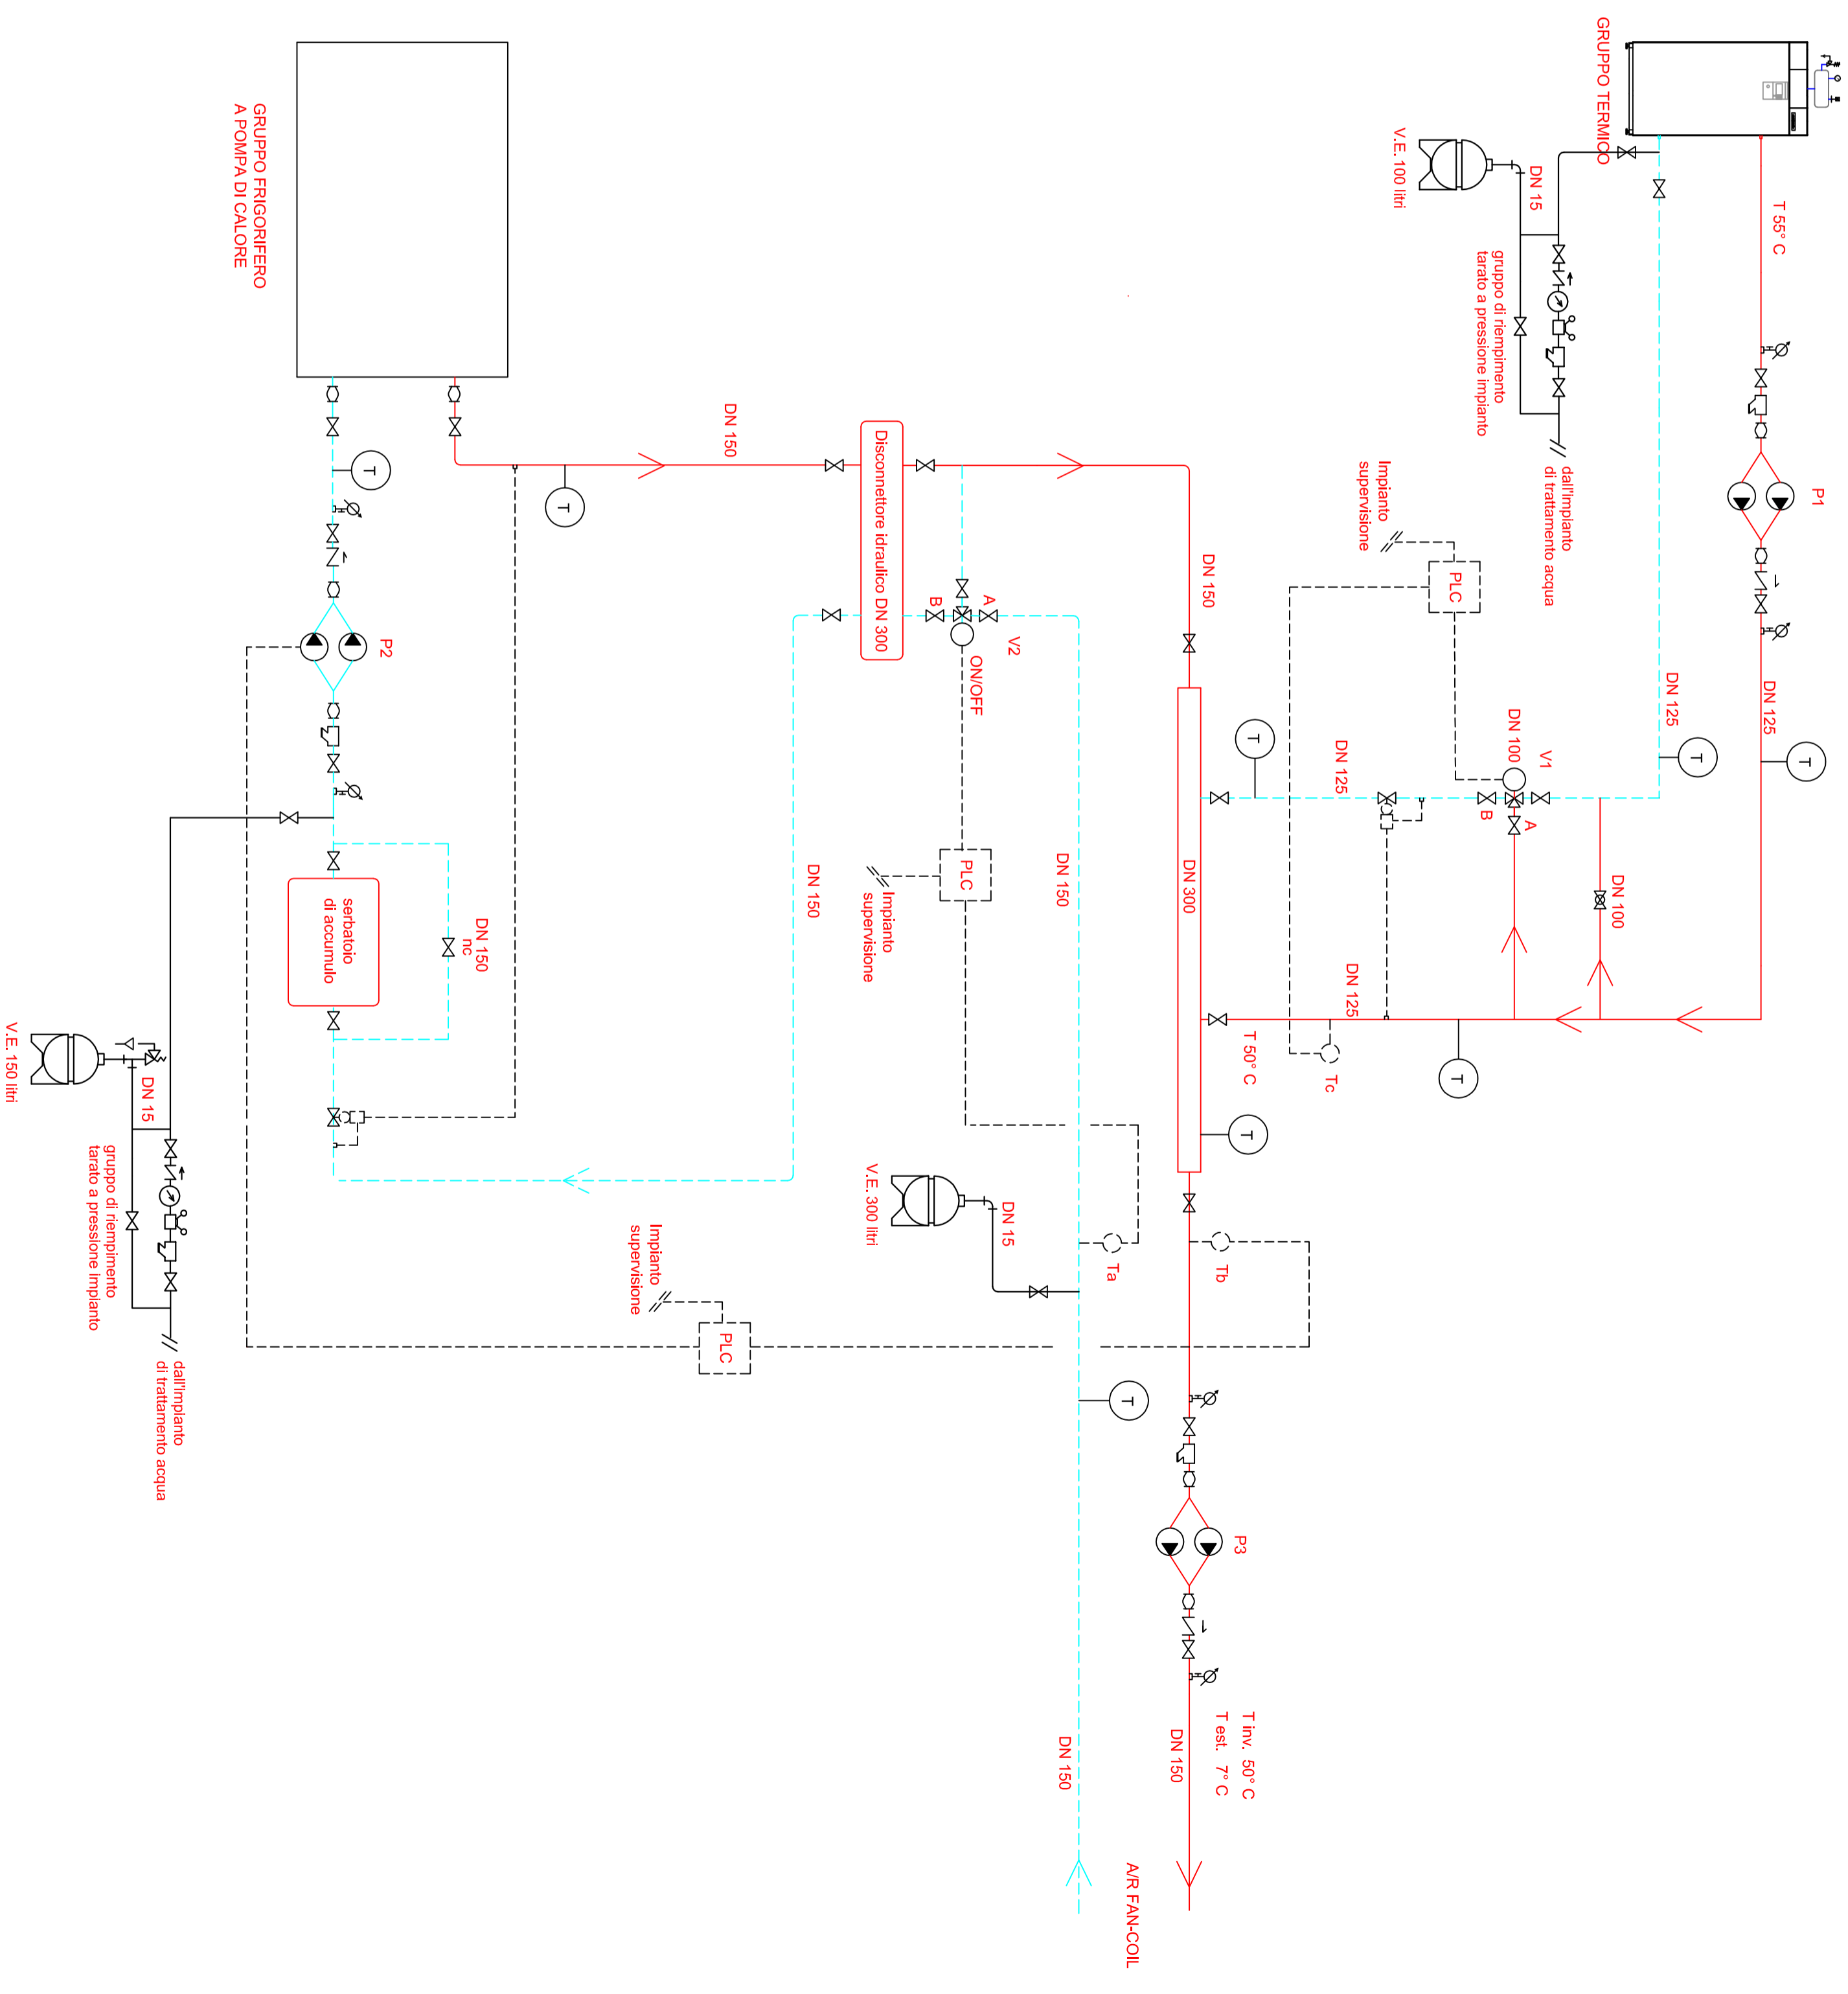 GRUPPO TERMICO
T 55° C
P1
DN 125
DN 125
V.E. 100 litri
DN 15
gruppo di riempimento
tarato a pressione impianto
dall'impianto
di trattamento acqua
Impianto
supervisione
PLC
V1
DN 100
A
B
DN 100
DN 125
DN 125
T 50° C
Tc
GRUPPO FRIGORIFERO
A POMPA DI CALORE
DN 150
Disconnettore idraulico DN 300
DN 150
A
B
V2
ON/OFF
DN 300
PLC
Impianto
supervisione
DN 150
DN 150
P2
DN 150
nc
serbatoio
di accumulo
V.E. 150 litri
DN 15
gruppo di riempimento
tarato a pressione impianto
dall'impianto
di trattamento acqua
V.E. 300 litri
DN 15
Ta
Tb
Impianto
supervisione
PLC
P3
T inv. 50° C
T est. 7° C
DN 150
DN 150
A/R FAN-COIL
T
T
T
T
T
T
T
T
T